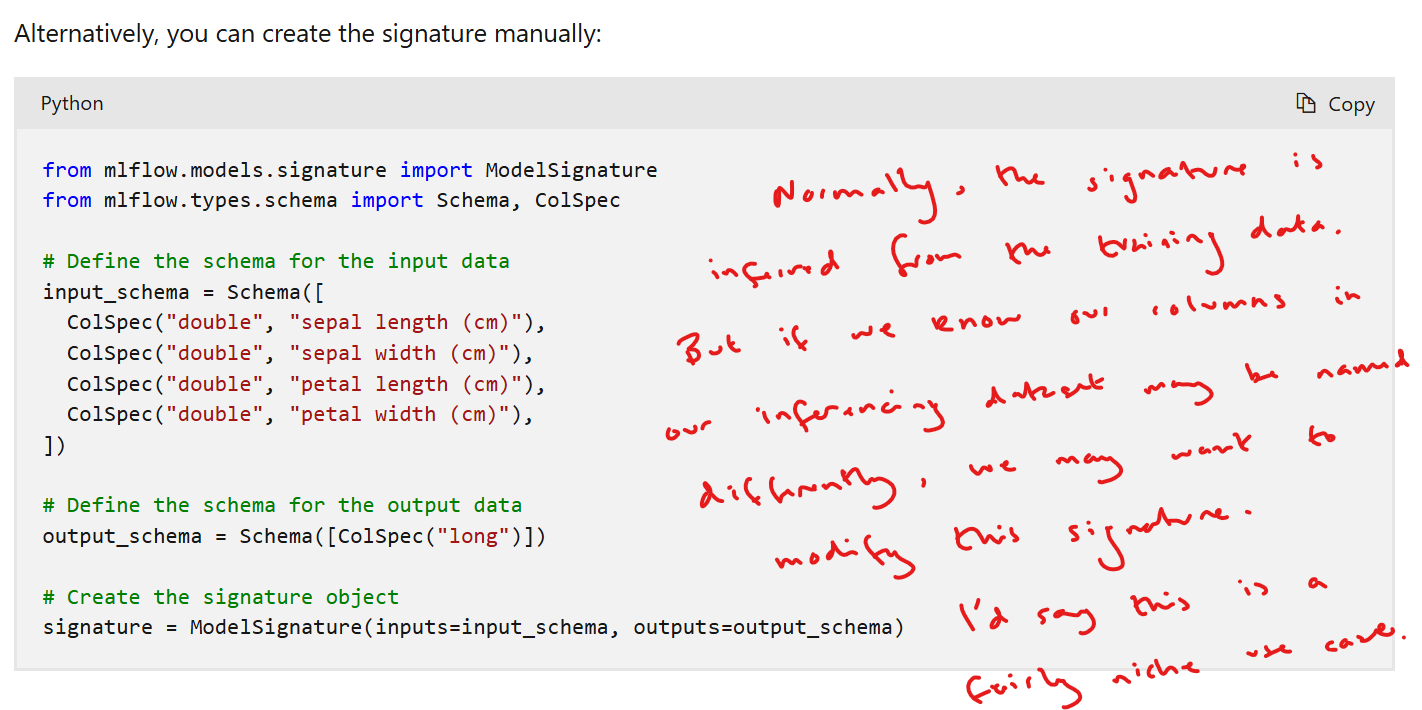 Alternatively, you can create the signature manually:
Python
Copy
from mlflow.models.signature import ModelSignature
from mlflow.types.schema import Schema, ColSpec
# Define the schema for the input data
input_schema = Schema([
  ColSpec("double", "sepal length (cm)"),
  ColSpec("double", "sepal width (cm)"),
  ColSpec("double", "petal length (cm)"),
  ColSpec("double", "petal width (cm)"),
])
# Define the schema for the output data
output_schema = Schema([ColSpec("long")])
# Create the signature object
signature = ModelSignature(inputs=input_schema, outputs=output_schema)
Normally, the signature is
inferred from the training data.
But if we know our columns in
our inferencing dataset may be named
differently, we may want to
modify this signature.
I'd say this is a
fairly niche use case.